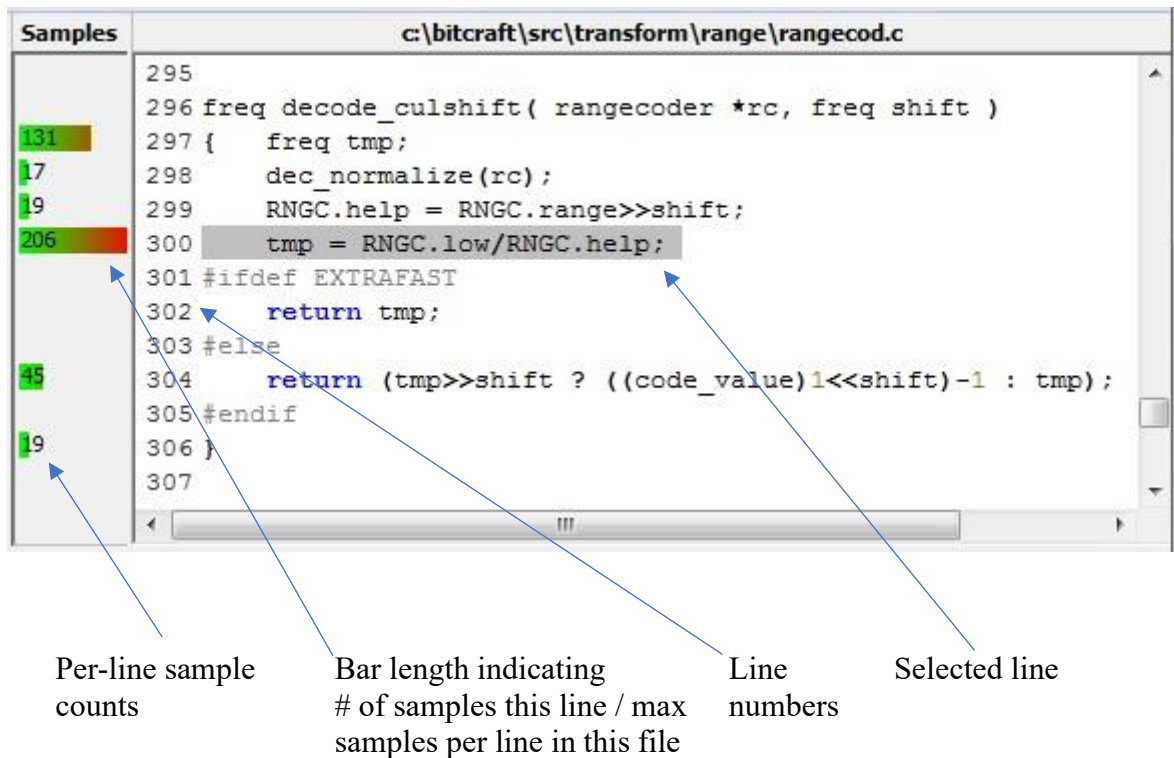 Samples c:\bitcraft\src\transform\range\rangecod.c
295
296 freq decode_culshift( rangecoder *rc, freq shift )
131 297 {    freq tmp;
17 298      dec_normalize(rc);
19 299      RNGC.help = RNGC.range>>shift;
206 300      tmp = RNGC.low/RNGC.help;
301 #ifdef EXTRAFAST
302      return tmp;
303 #else
45 304      return (tmp>>shift ? ((code_value)1<<shift)-1 : tmp);
305 #endif
19 306 }
307
Per-line sample
counts
Bar length indicating
# of samples this line / max
samples per line in this file
Line
numbers
Selected line